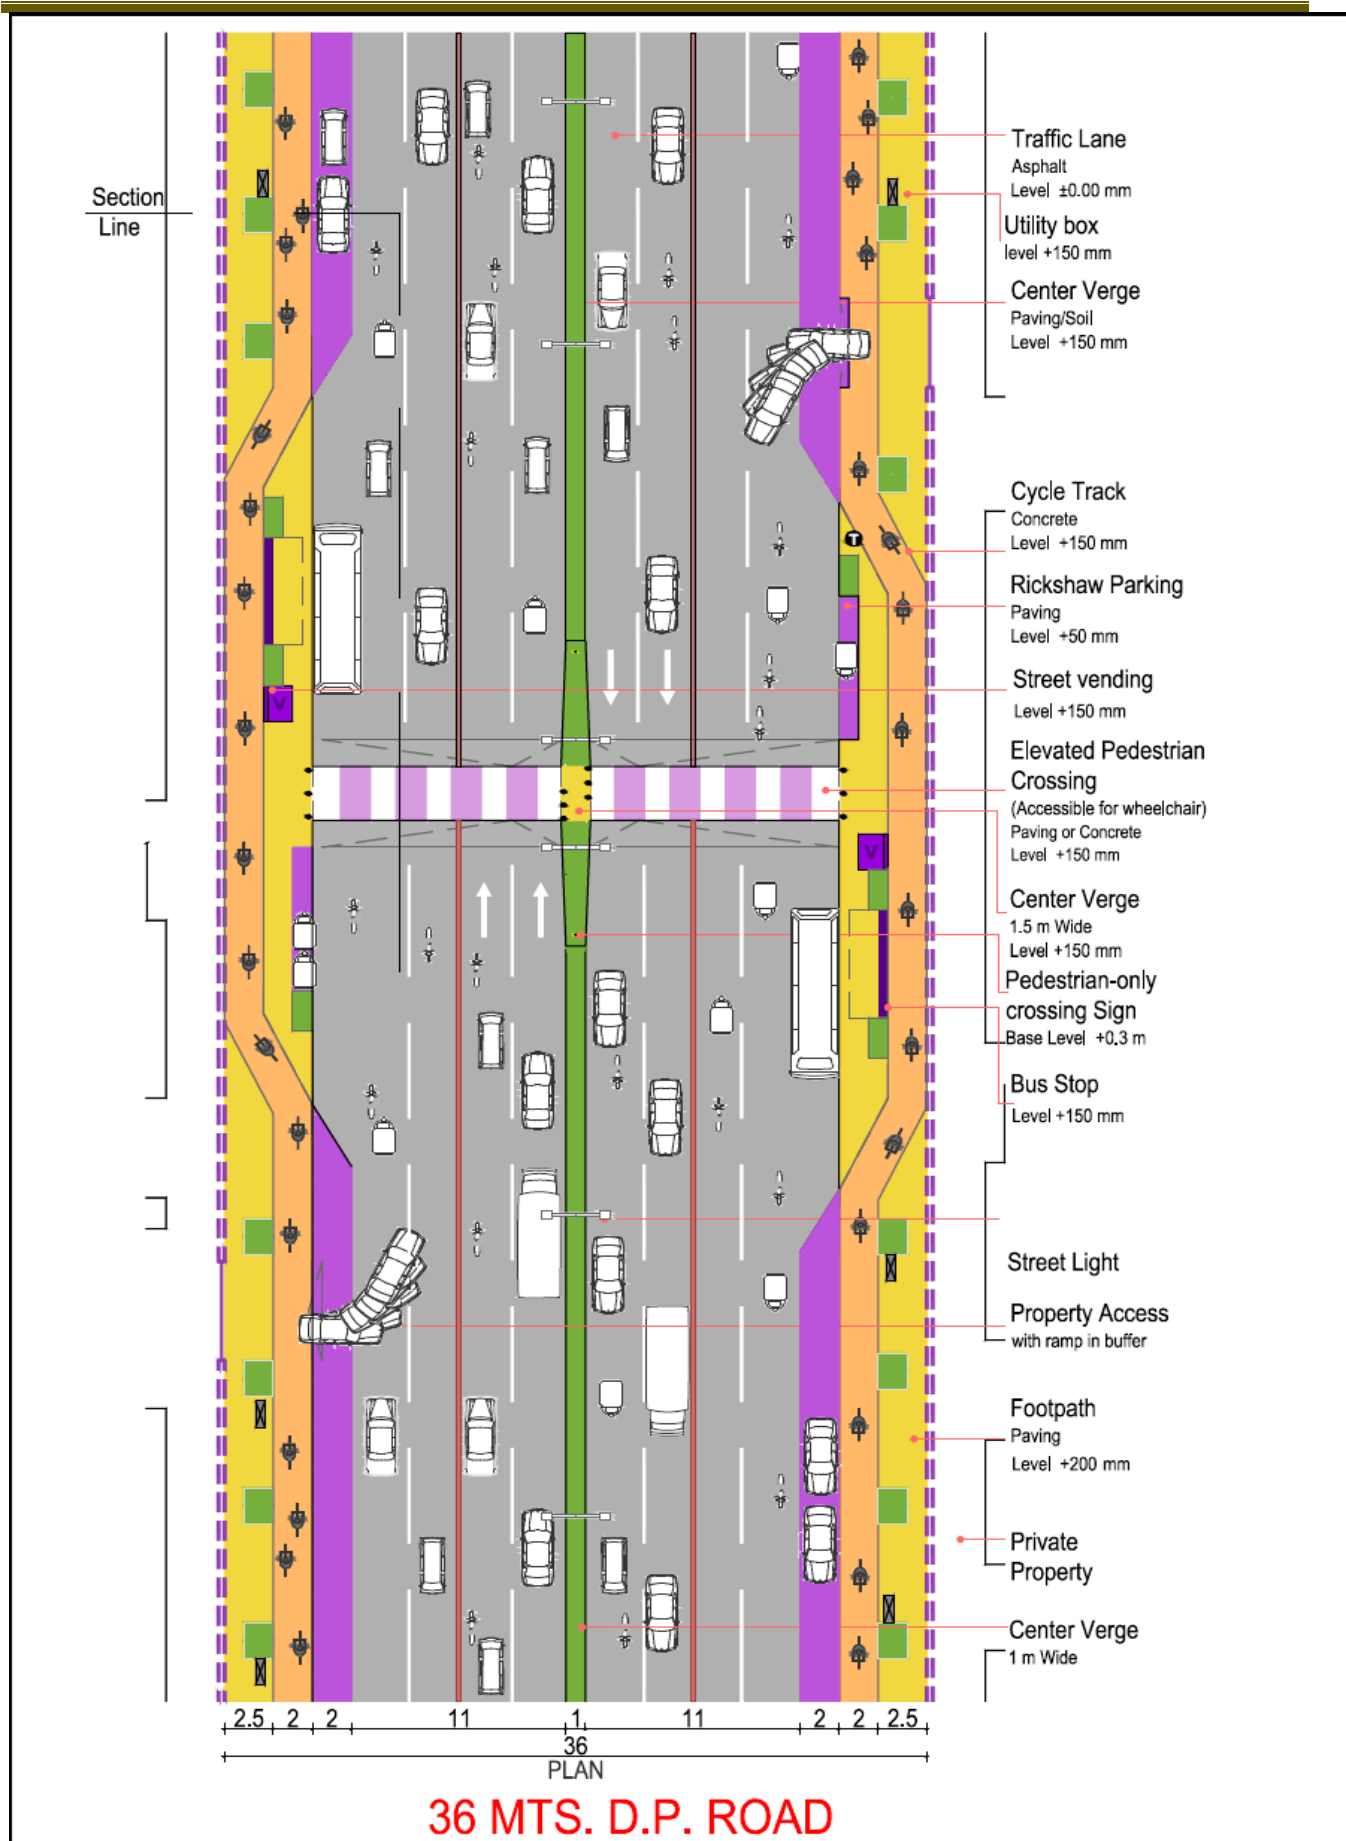 Section
Line
Traffic Lane
Asphalt
Level ±0.00 mm
Utility box
level +150 mm
Center Verge
Paving/Soil
Level +150 mm
Cycle Track
Concrete
Level +150 mm
T
Rickshaw Parking
Paving
Level +50 mm
Street vending
Level +150 mm
V
Elevated Pedestrian
Crossing
(Accessible for wheelchair)
Paving or Concrete
Level +150 mm
V
Center Verge
1.5 m Wide
Level +150 mm
Pedestrian-only
crossing Sign
Base Level +0.3 m
Bus Stop
Level +150 mm
Street Light
Property Access
with ramp in buffer
Footpath
Paving
Level +200 mm
Private
Property
Center Verge
1 m Wide
2.5 2 2 11 1 11 2 2 2.5
36
PLAN
36 MTS. D.P. ROAD